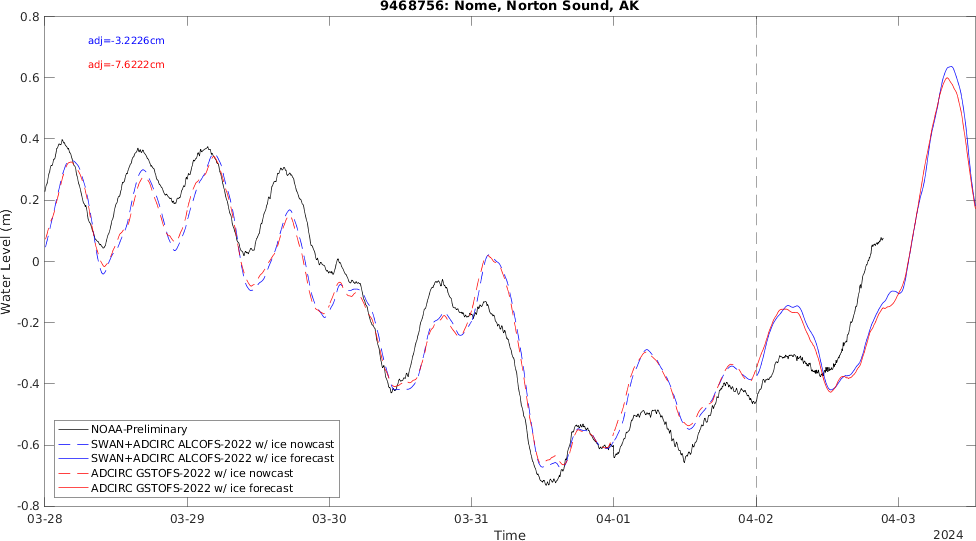 9468756: Nome, Norton Sound, AK
adj=-3.2226cm
adj=-7.6222cm
0.8
0.6
0.4
0.2
0
-0.2
-0.4
-0.6
-0.8
Water Level (m)
NOAA-Preliminary
SWAN+ADCIRC ALCOFS-2022 w/ ice nowcast
SWAN+ADCIRC ALCOFS-2022 w/ ice forecast
ADCIRC GSTOFS-2022 w/ ice nowcast
ADCIRC GSTOFS-2022 w/ ice forecast
03-28 03-29 03-30 03-31 04-01 04-02 04-03
Time
2024